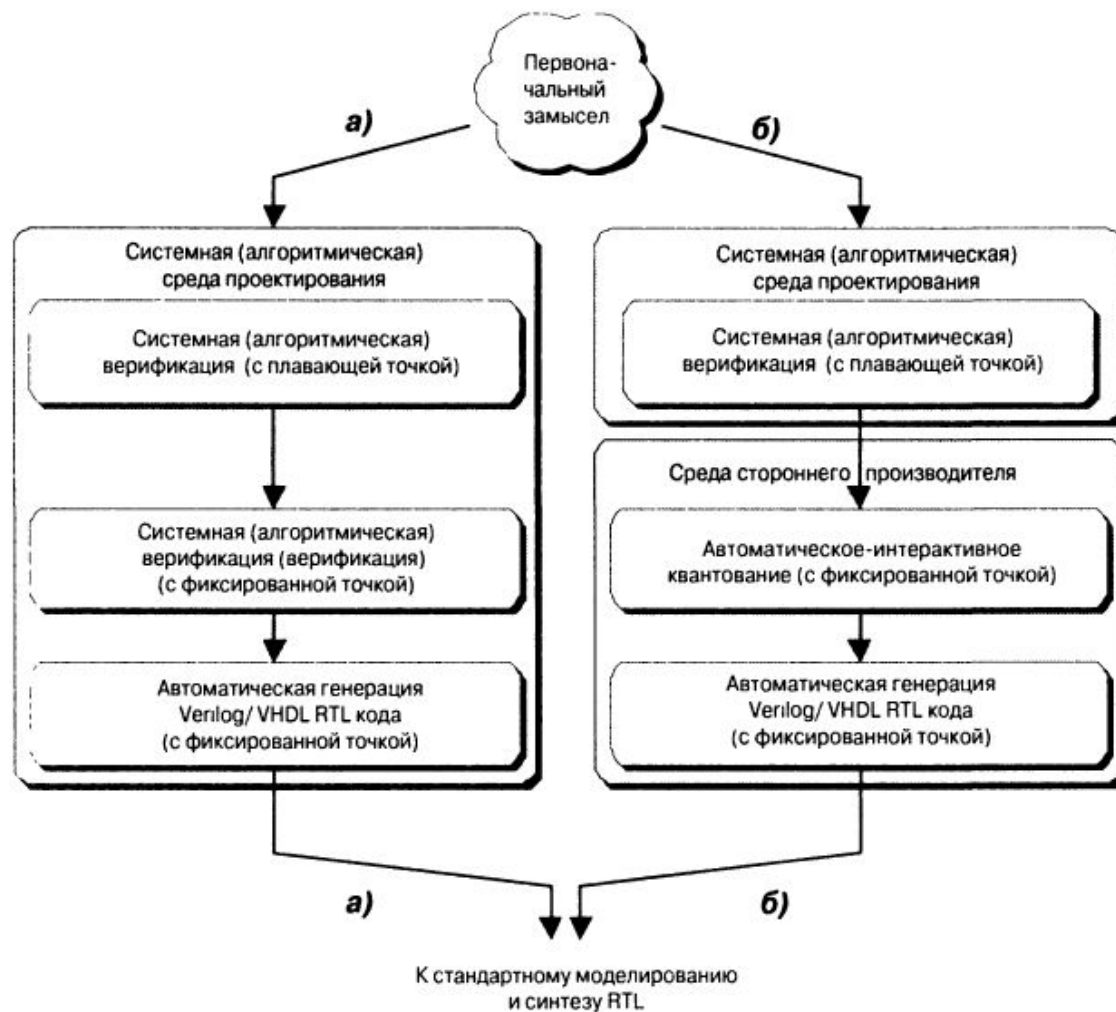 Первона-
чальный
замысел
а)
б)
Системная (алгоритмическая)
среда проектирования
Системная (алгоритмическая)
верификация (с плавающей точкой)
Системная (алгоритмическая)
верификация (верификация)
(с фиксированной точкой)
Автоматическая генерация
Verilog/ VHDL RTL кода
(с фиксированной точкой)
Системная (алгоритмическая)
среда проектирования
Системная (алгоритмическая)
верификация (с плавающей точкой)
Среда стороннего производителя
Автоматическое-интерактивное
квантование (с фиксированной точкой)
Автоматическая генерация
Verilog/ VHDL RTL кода
(с фиксированной точкой)
а)
б)
К стандартному моделированию
и синтезу RTL